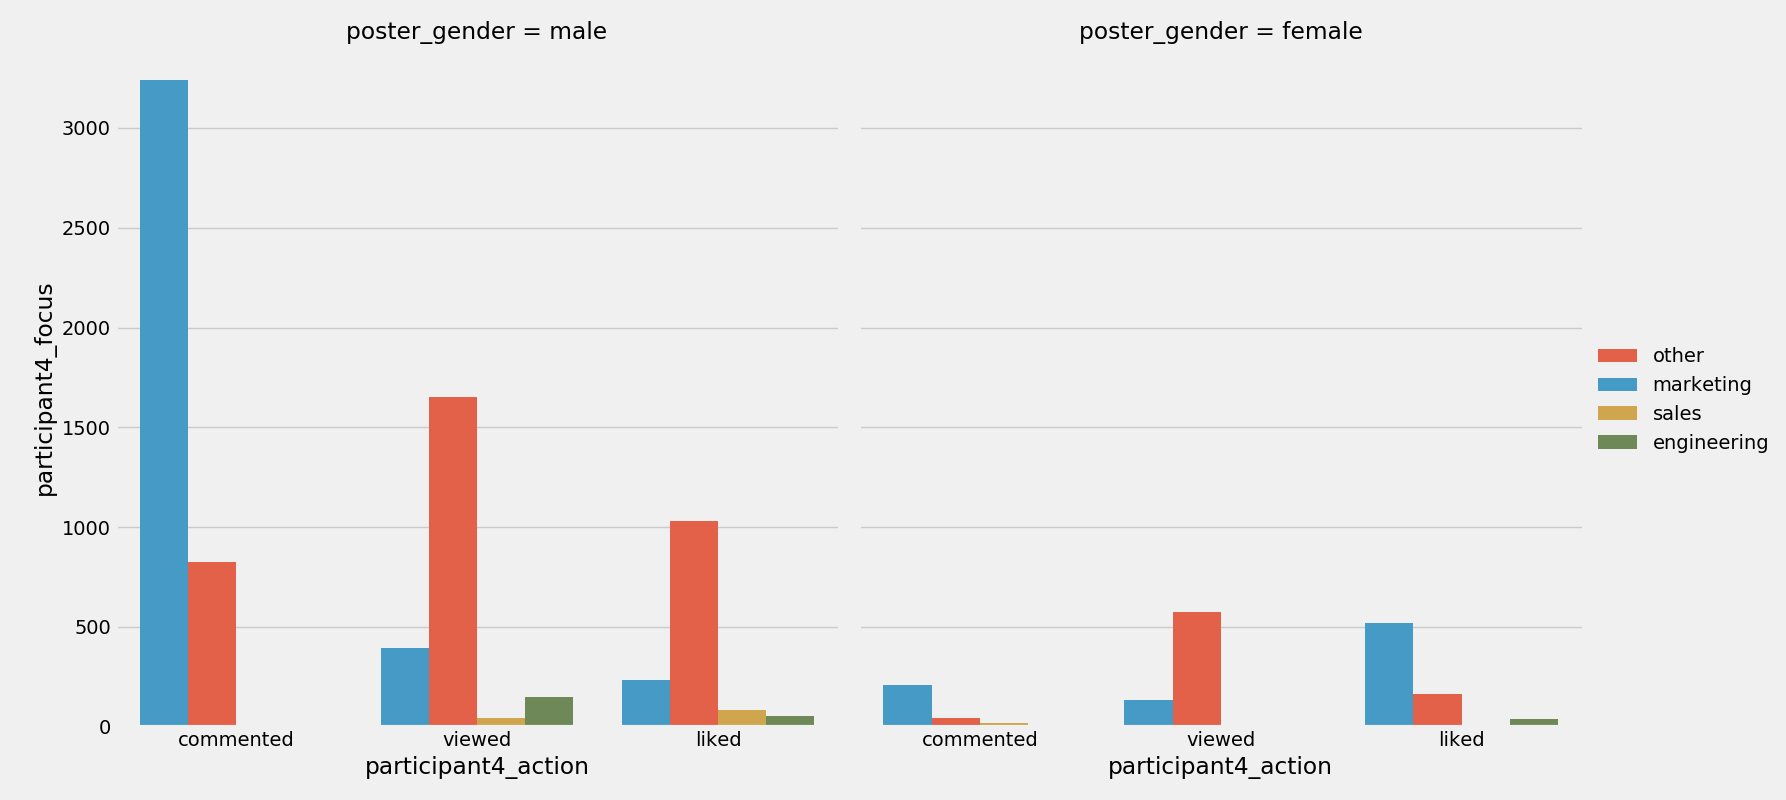 poster_gender = male
poster_gender = female
participant4_focus
3000
2500
2000
1500
1000
500
0
commented
viewed
liked
commented
viewed
liked
participant4_action
participant4_action
other
marketing
sales
engineering